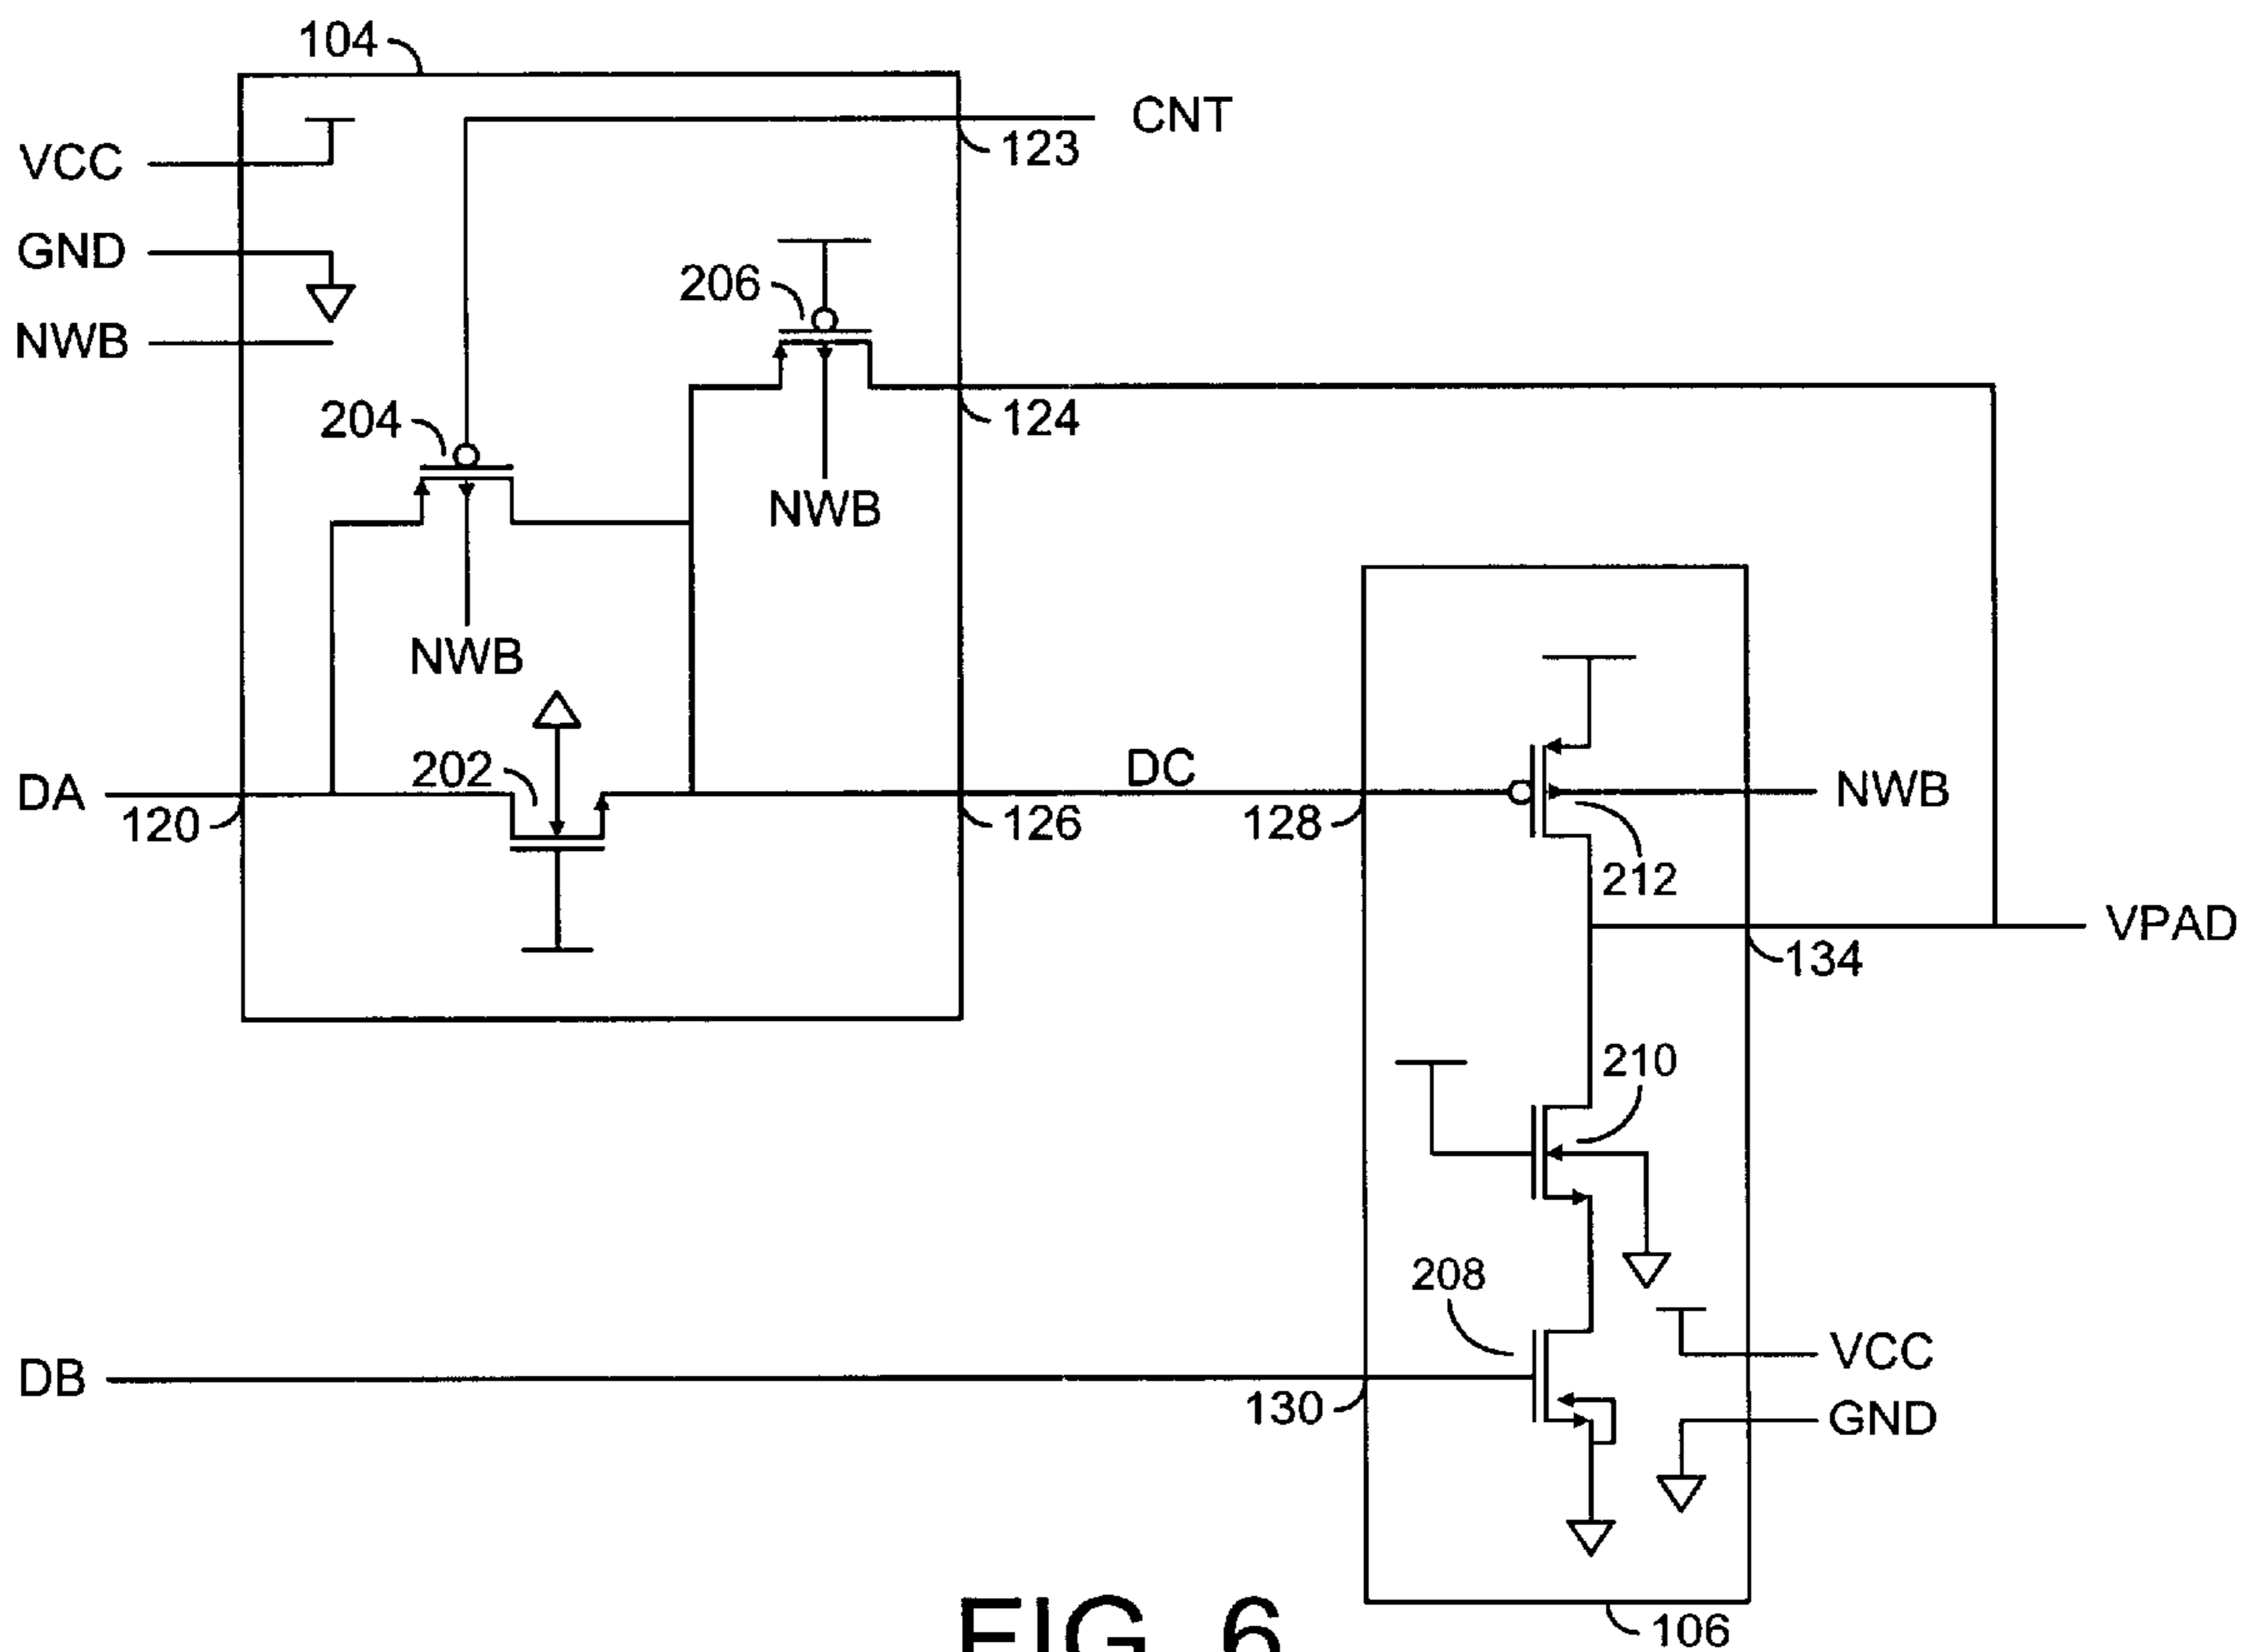 104
CNT
123
VCC
GND
206
NWB
204
124
NWB
NWB
202
DA
120
DC
126
128
NWB
212
VPAD
134
210
208
VCC
DB
130
GND
106
FIG. 6